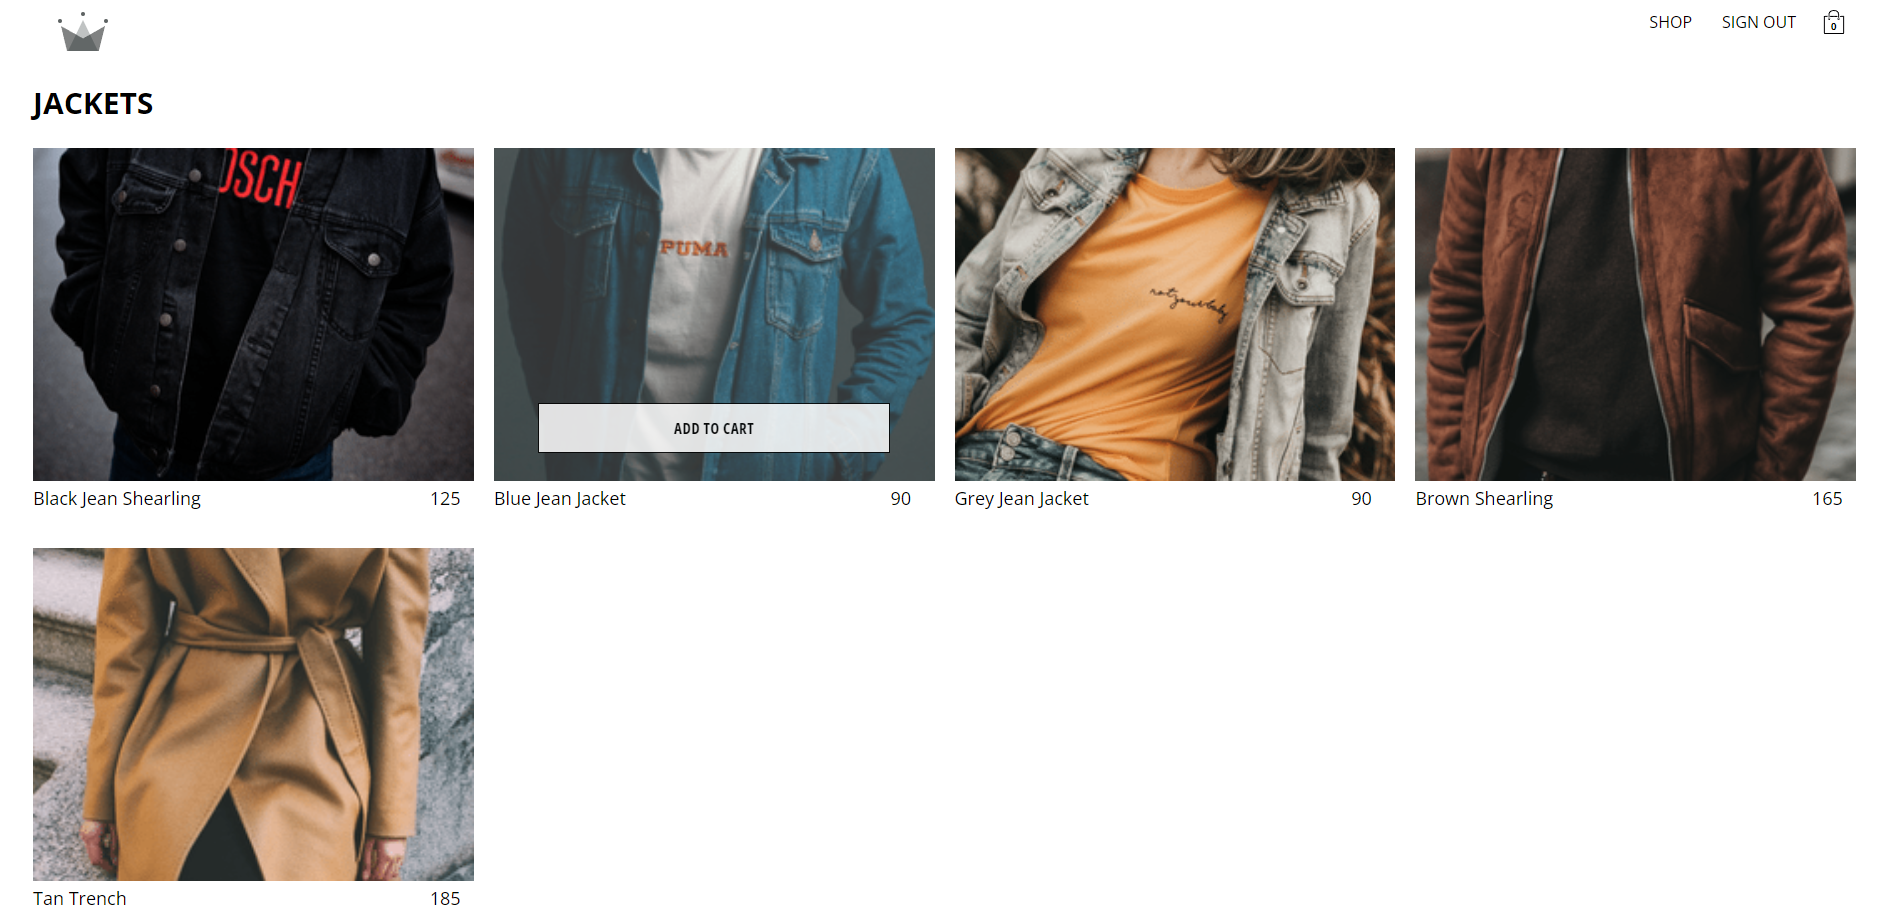 SHOP SIGN OUT 0
JACKETS
OSCH
PUMA
notyourbaby
ADD TO CART
Black Jean Shearling 125
Blue Jean Jacket 90
Grey Jean Jacket 90
Brown Shearling 165
Tan Trench 185